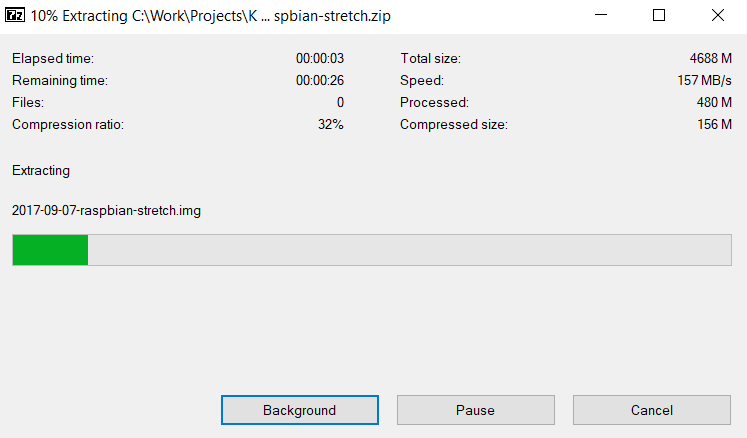 10% Extracting C:\Work\Projects\K ... spbian-stretch.zip
Elapsed time: 00:00:03 Total size: 4688 M
Remaining time: 00:00:26 Speed: 157 MB/s
Files: 0 Processed: 480 M
Compression ratio: 32% Compressed size: 156 M
Extracting
2017-09-07-raspbian-stretch.img
Background Pause Cancel